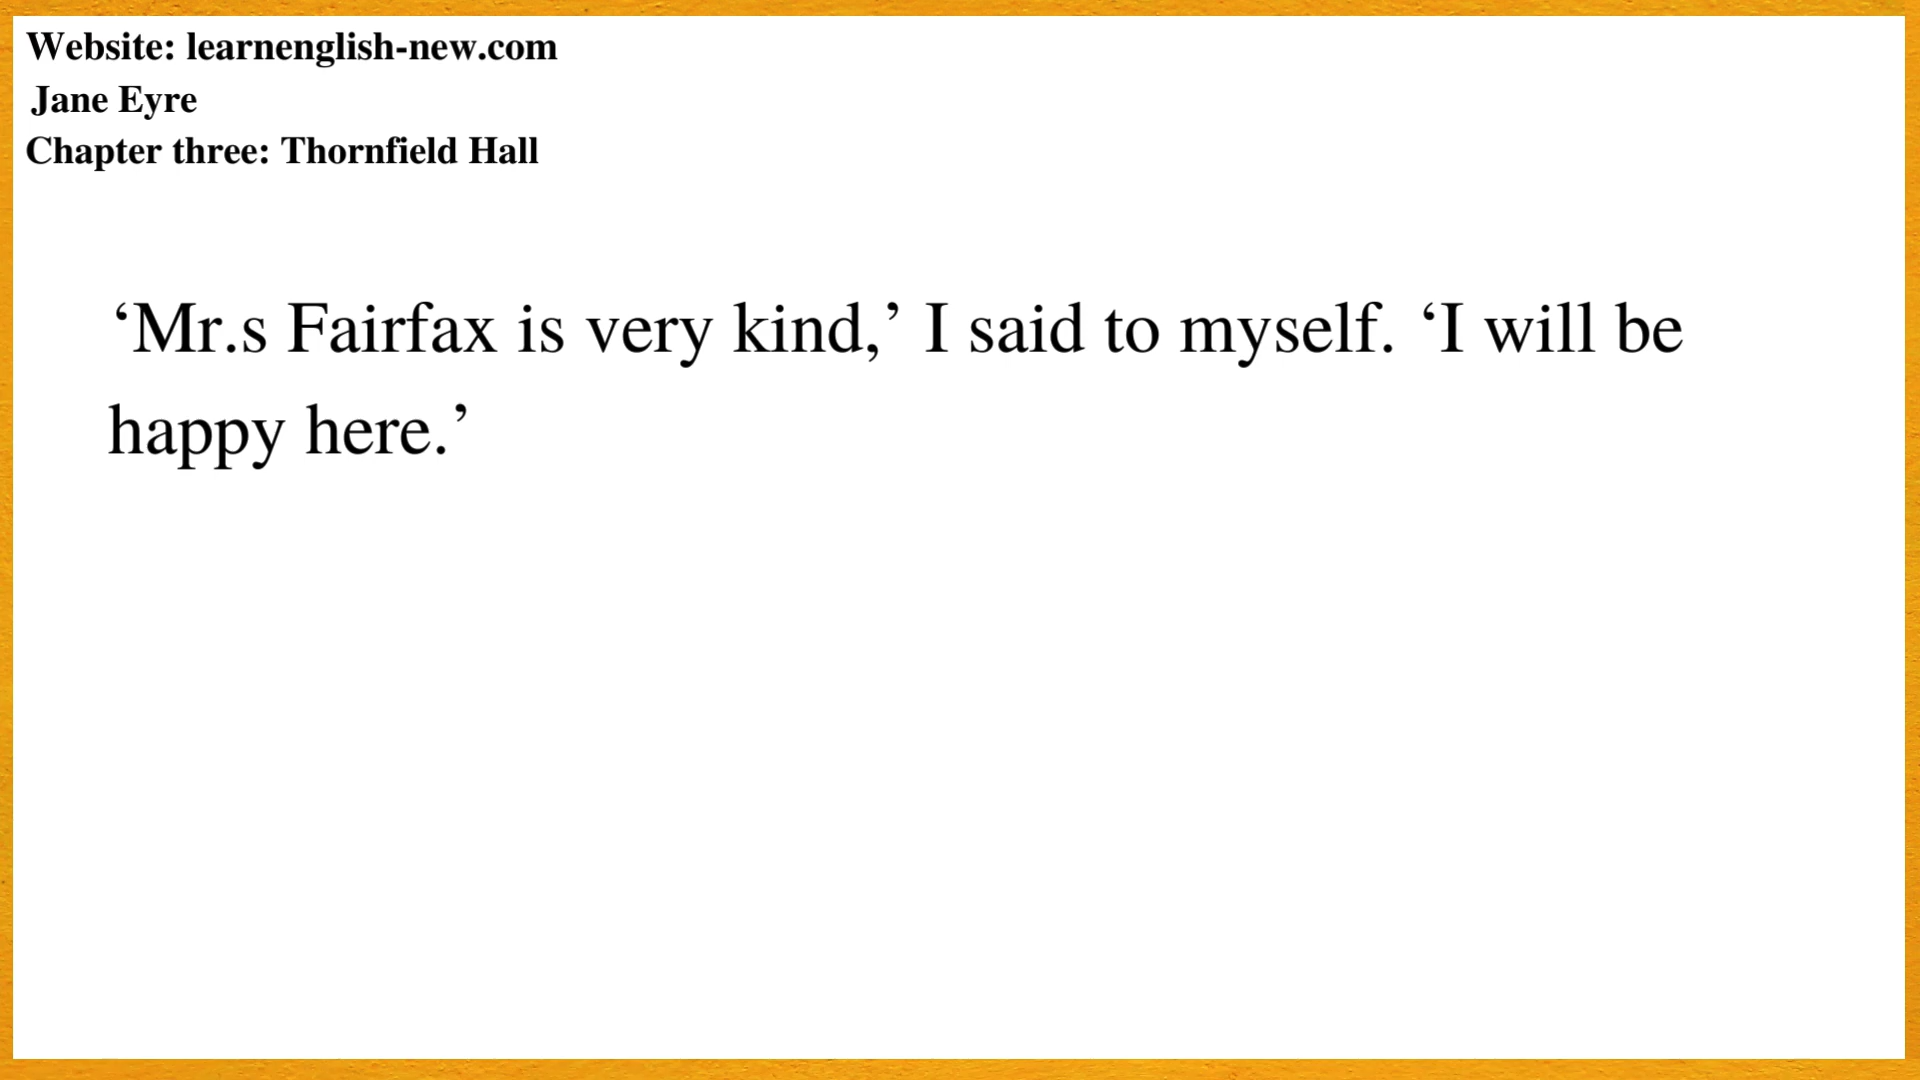 Website: learnenglish-new.com
Jane Eyre
Chapter three: Thornfield Hall
‘Mr.s Fairfax is very kind,’ I said to myself. ‘I will be
happy here.’